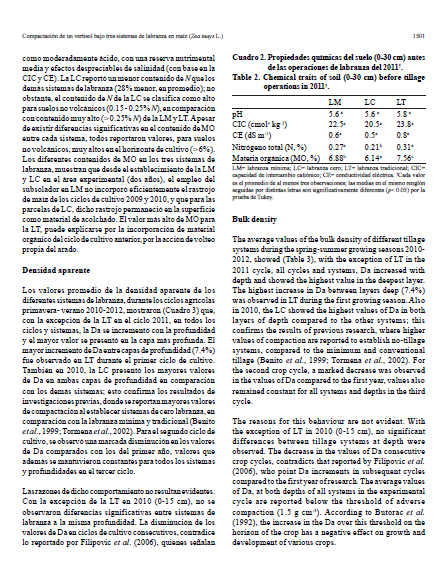 Compactación de un vertisol bajo tres sistemas de labranza en maíz (Zea mays L.)
1501
como moderadamente ácido, con una reserva nutrimental
media y efectos despreciables de salinidad (con base en la
CIC y CE). La LC reportó un menor contenido de N que los
demás sistemas de labranza (28% menor, en promedio); no
obstante, el contenido de N de la LC se clasifica como alto
para suelos no volcánicos (0.15 - 0.25% N), en comparación
con contenido muy alto (> 0.25% N) de la LM y LT. A pesar
de existir diferencias significativas en el contenido de MO
entre cada sistema, todos reportaron valores, para suelos
no volcánicos, muy altos en el horizonte de cultivo (> 6%).
Los diferentes contenidos de MO en los tres sistemas de
labranza, muestran que desde el establecimiento de la LM
y LC en el área experimental (dos años), el empleo del
subsolador en LM no incorporó eficientemente el rastrojo
de maíz de los ciclos de cultivo 2009 y 2010, y que para las
parcelas de LC, dicho rastrojo permaneció en la superficie
como material de acolchado. El valor más alto de MO para
la LT, puede explicarse por la incorporación de material
orgánico del ciclo de cultivo anterior, por la acción de volteo
propia del arado.
Densidad aparente
Los valores promedio de la densidad aparente de los
diferentes sistemas de labranza, durante los ciclos agrícolas
primavera- verano 2010-2012, mostraron (Cuadro 3) que,
con la excepción de la LT en el ciclo 2011, en todos los
ciclos y sistemas, la Da se incrementó con la profundidad
y el mayor valor se presentó en la capa más profunda. El
mayor incremento de Da entre capas de profundidad (7.4%)
fue observado en LT durante el primer ciclo de cultivo.
También en 2010, la LC presentó los mayores valores
de Da en ambas capas de profundidad en comparación
con los demás sistemas; esto confirma los resultados de
investigaciones previas, donde se reportan mayores valores
de compactación al establecer sistemas de cero labranza, en
comparación con la labranza mínima y tradicional (Benito
et al., 1999; Tormena et al., 2002). Para el segundo ciclo de
cultivo, se observó una marcada disminución en los valores
de Da comparados con los del primer año, valores que
además se mantuvieron constantes para todos los sistemas
y profundidades en el tercer ciclo.
Las razones de dicho comportamiento no resultan evidentes.
Con la excepción de la LT en 2010 (0-15 cm), no se
observaron diferencias significativas entre sistemas de
labranza a la misma profundidad. La disminución de los
valores de Da en ciclos de cultivo consecutivos, contradice
lo reportado por Filipovic et al. (2006), quienes señalan
Cuadro 2. Propiedades químicas del suelo (0-30 cm) antes
de las operaciones de labranza del 2011¹.
Table 2. Chemical traits of soil (0-30 cm) before tillage
operations in 2011¹.
LM LC LT
pH 5.6 ª 5.6 ª 5.8 ª
CIC (cmol⁺ kg⁻¹) 22.5ª 20.5ª 23.8ª
CE (dS m⁻¹) 0.6ª 0.5ª 0.8ª
Nitrógeno total (N, %) 0.27ª 0.21ᵇ 0.31ª
Materia orgánica (MO, %) 6.88ᵇ 6.14ª 7.56ª
LM= labranza mínima; LC= labranza cero; LT= labranza tradicional; CIC=
capacidad de intercambio catiónico; CE= conductividad eléctrica. ¹Cada valor
es el promedio de al menos tres observaciones; las medias en el mismo renglón
seguidas por distintas letras son significativamente diferentes (p< 0.05) por la
prueba de Tukey.
Bulk density
The average values of the bulk density of different tillage
systems during the spring-summer growing seasons 2010-
2012, showed (Table 3), with the exception of LT in the
2011 cycle, all cycles and systems, Da increased with
depth and showed the highest value in the deepest layer.
The highest increase in Da between layers deep (7.4%)
was observed in LT during the first growing season. Also
in 2010, the LC showed the highest values of Da in both
layers of depth compared to the other systems; this
confirms the results of previous research, where higher
values of compaction are reported to establish no-tillage
systems, compared to the minimum and conventional
tillage (Benito et al., 1999; Tormena et al., 2002). For
the second crop cycle, a marked decrease was observed
in the values of Da compared to the first year, values also
remained constant for all systems and depths in the third
cycle.
The reasons for this behaviour are not evident. With
the exception of LT in 2010 (0-15 cm), no significant
differences between tillage systems at depth were
observed. The decrease in the values of Da consecutive
crop cycles, contradicts that reported by Filipovic et al.
(2006), who point Da increments in subsequent cycles
compared to the first year of research. The average values
of Da, at both depths of all systems in the experimental
cycle are reported below the threshold of adverse
compaction (1.5 g cm⁻³). According to Butorac et al.
(1992), the increase in the Da over this threshold on the
horizon of the crop has a negative effect on growth and
development of various crops.